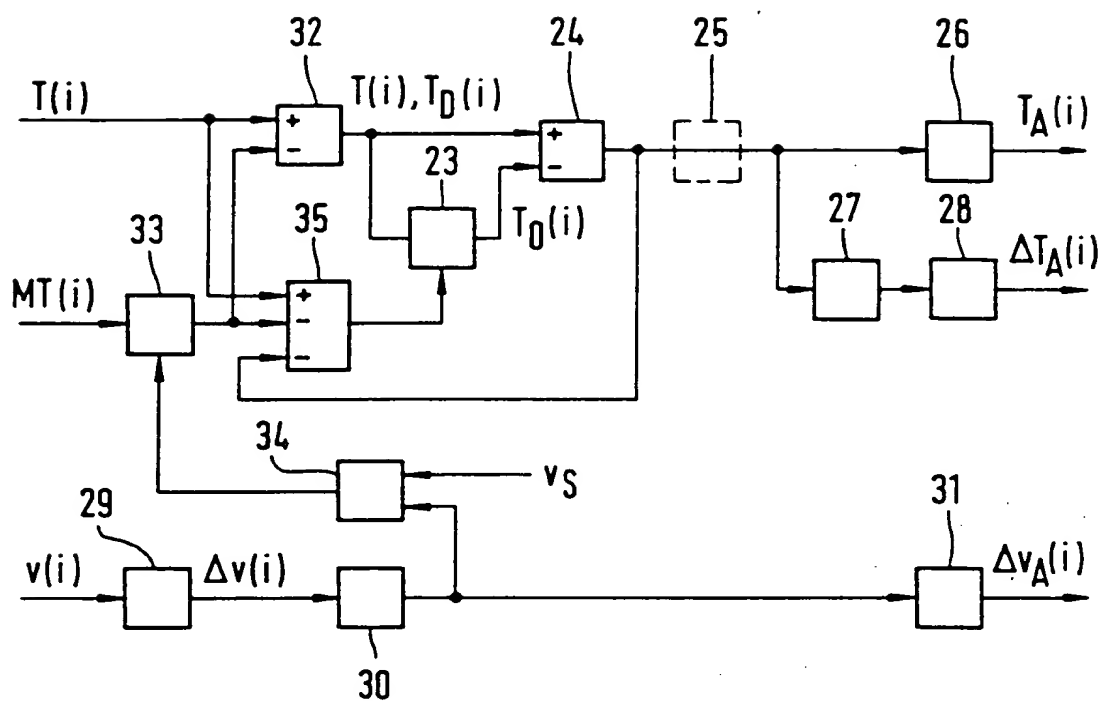 32
24
25
26
T(i)
T(i), T_D(i)
T_A(i)
+
-
+
-
23
T_D(i)
27
28
ΔT_A(i)
33
35
MT(i)
+
-
-
34
v_S
29
31
v(i)
Δv(i)
Δv_A(i)
30